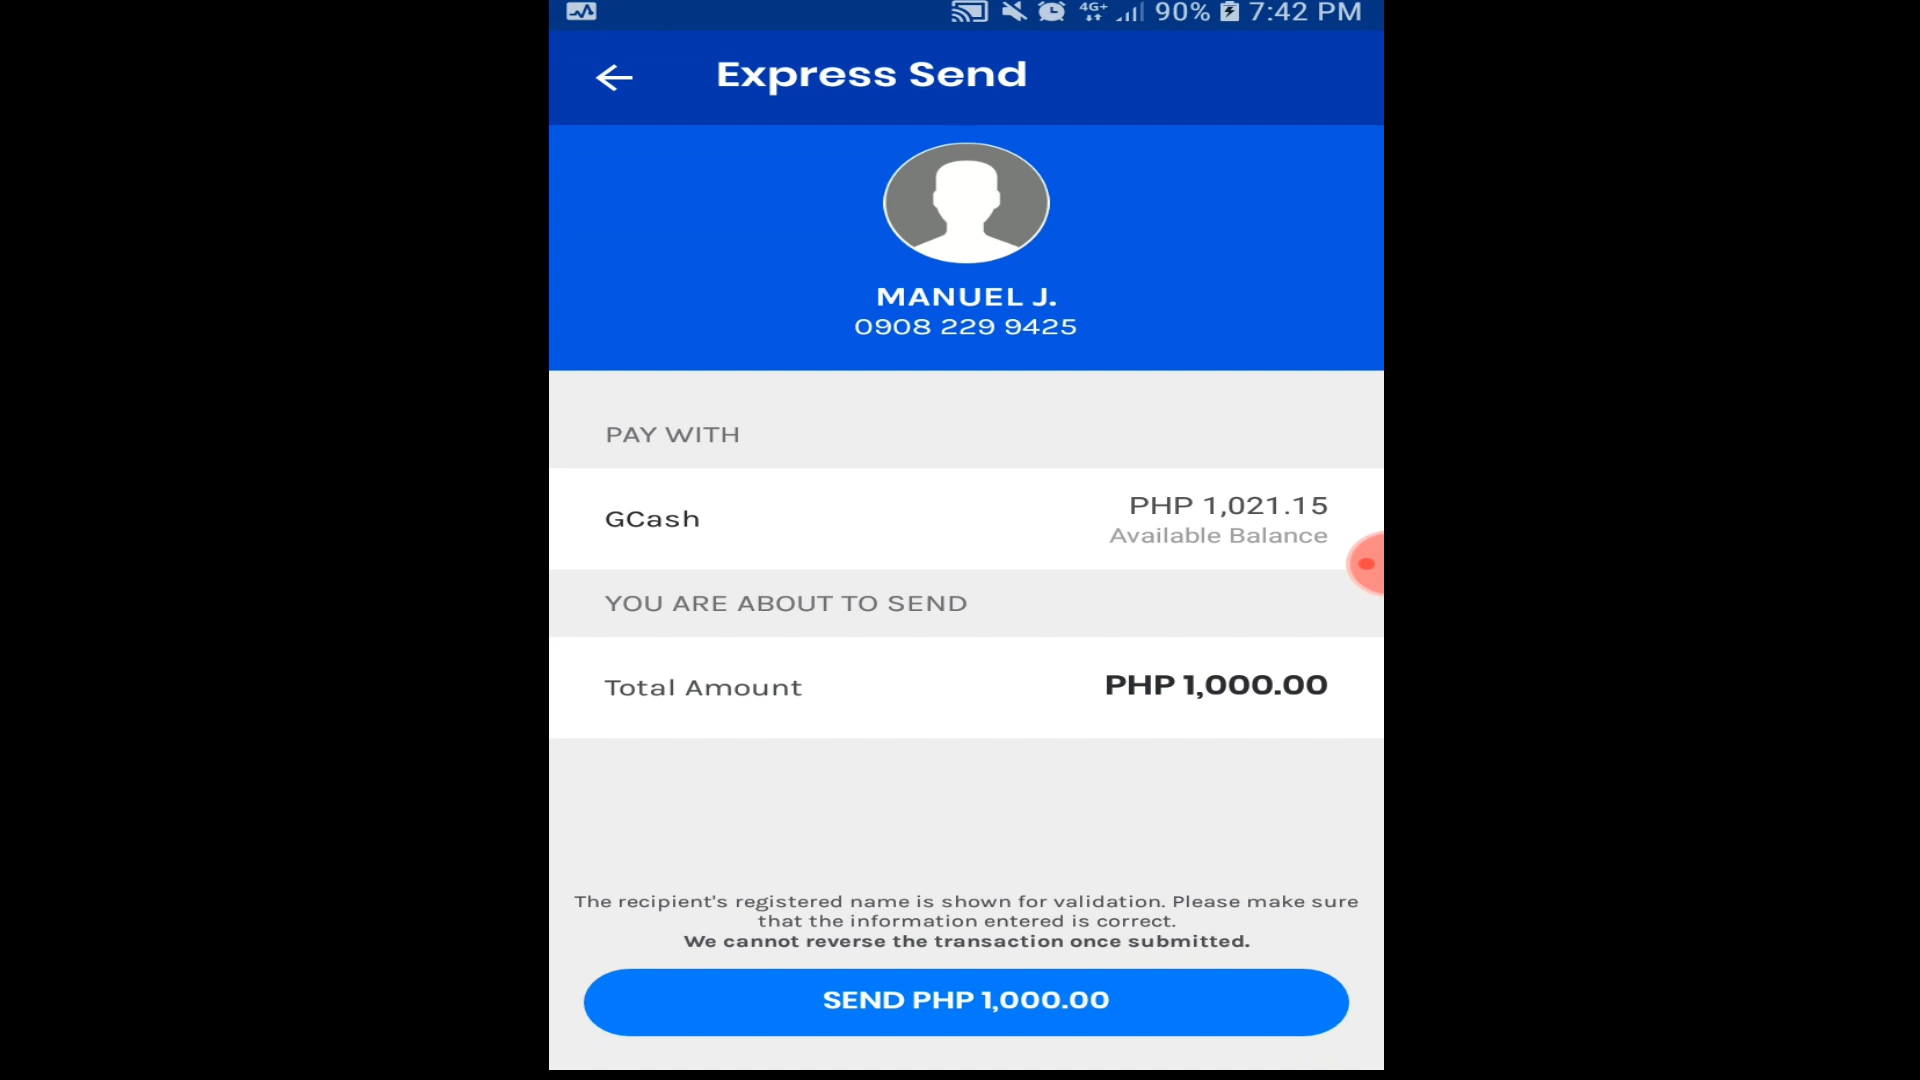 4G+ 90% 7:42 PM
Express Send
MANUEL J.
0908 229 9425
PAY WITH
GCash
PHP 1,021.15
Available Balance
YOU ARE ABOUT TO SEND
Total Amount
PHP 1,000.00
The recipient's registered name is shown for validation. Please make sure
that the information entered is correct.
We cannot reverse the transaction once submitted.
SEND PHP 1,000.00